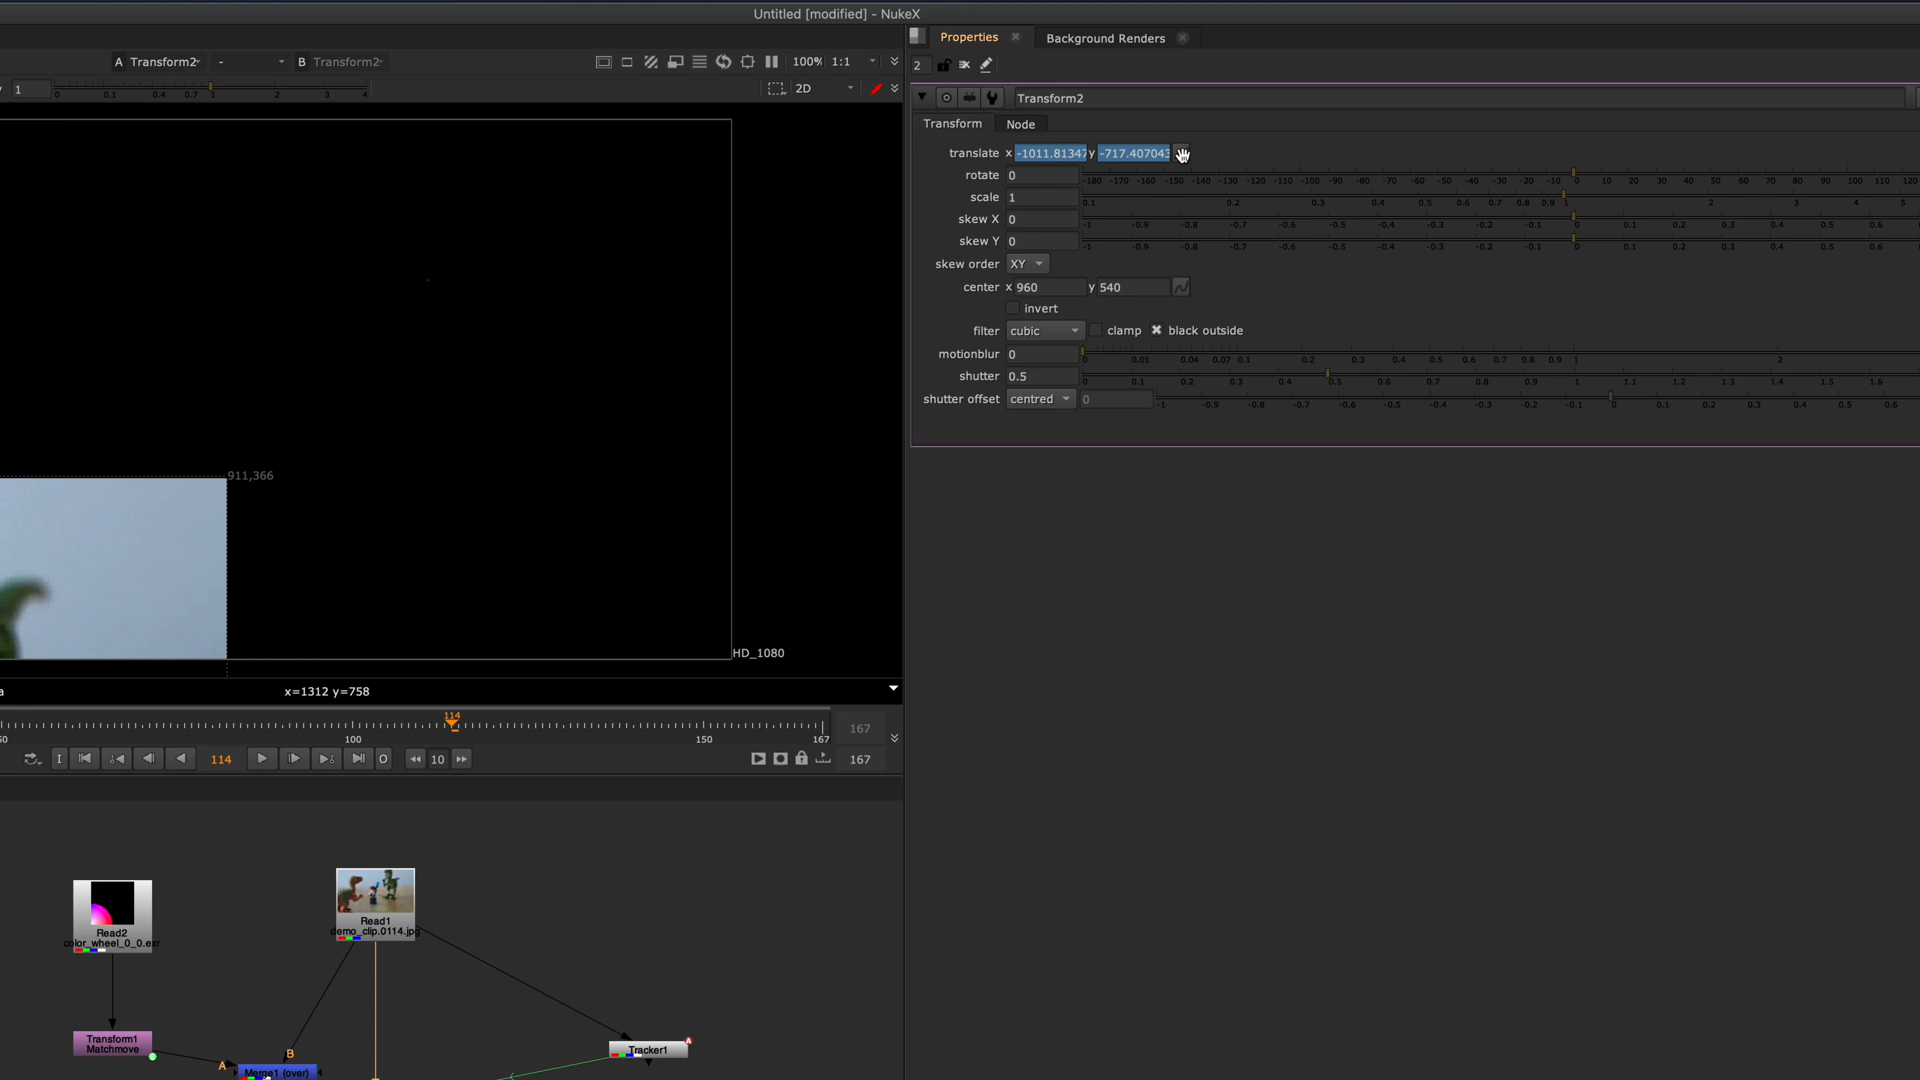 Untitled [modified] - NukeX
Properties
Background Renders
A Transform2
-
B Transform2
100%
1:1
2
1
0 0.1 0.4 0.7 1 2 3 4
2D
Transform2
Transform
Node
translate x -1011.81347 y -717.407043
rotate 0
-180 -170 -160 -150 -140 -130 -120 -110 -100 -90 -80 -70 -60 -50 -40 -30 -20 -10 0 10 20 30 40 50 60 70 80 90 100 110 120
scale 1
0.1 0.2 0.3 0.4 0.5 0.6 0.7 0.8 0.9 1 2 3 4 5
skew X 0
-1 -0.9 -0.8 -0.7 -0.6 -0.5 -0.4 -0.3 -0.2 -0.1 0 0.1 0.2 0.3 0.4 0.5 0.6
skew Y 0
-1 -0.9 -0.8 -0.7 -0.6 -0.5 -0.4 -0.3 -0.2 -0.1 0 0.1 0.2 0.3 0.4 0.5 0.6
skew order XY
center x 960 y 540
invert
filter cubic clamp black outside
motionblur 0
0 0.01 0.04 0.07 0.1 0.2 0.3 0.4 0.5 0.6 0.7 0.8 0.9 1 2
shutter 0.5
0 0.1 0.2 0.3 0.4 0.5 0.6 0.7 0.8 0.9 1 1.1 1.2 1.3 1.4 1.5 1.6
shutter offset centred 0
-1 -0.9 -0.8 -0.7 -0.6 -0.5 -0.4 -0.3 -0.2 -0.1 0 0.1 0.2 0.3 0.4 0.5 0.6
911,366
HD_1080
x=1312 y=758
114
100 150 167
167
I
114
O
10
167
Read2
color_wheel_0_0.exr
Read1
demo_clip.0114.jpg
Transform1
Matchmove
A
B
Merge1 (over)
Tracker1
A